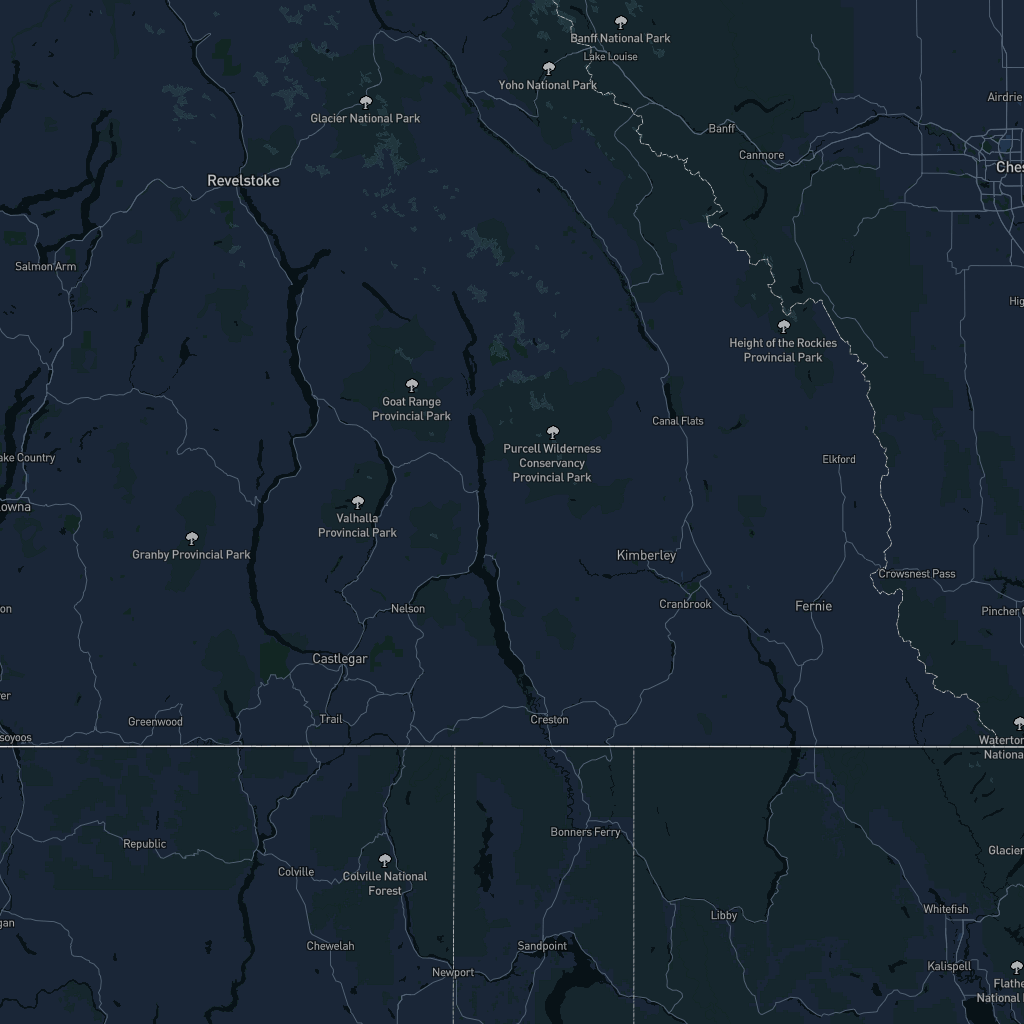 Banff National Park
Lake Louise
Yoho National Park
Airdrie
Glacier National Park
Banff
Canmore
Ches
Revelstoke
Salmon Arm
Hig
Height of the Rockies
Provincial Park
Goat Range
Provincial Park
Canal Flats
Purcell Wilderness
Conservancy
Provincial Park
ake Country
Elkford
owna
Valhalla
Provincial Park
Granby Provincial Park
Kimberley
Crowsnest Pass
on
Nelson
Cranbrook
Fernie
Pincher C
Castlegar
er
Greenwood
Trail
Creston
soyoos
Waterton
National
Bonners Ferry
Republic
Glacier
Colville
Colville National
Forest
Whitefish
Libby
gan
Chewelah
Sandpoint
Newport
Kalispell
Flathe
National